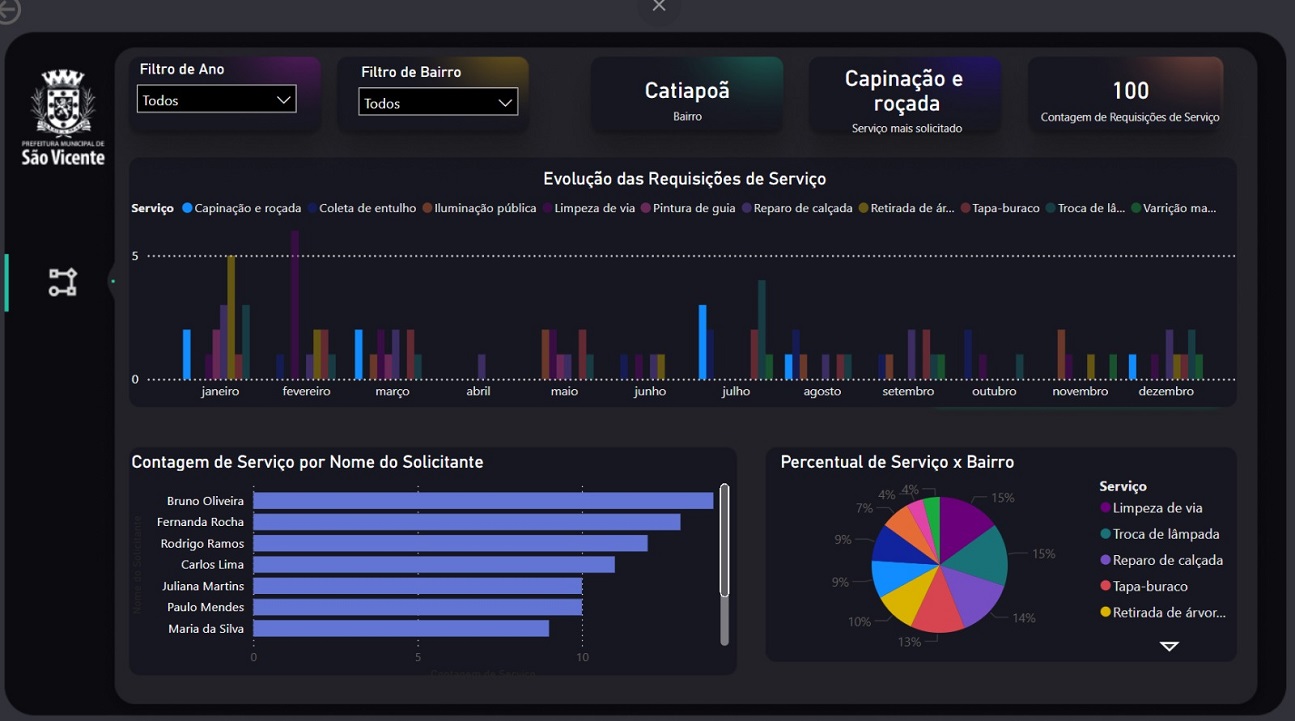 Filtro de Ano
Todos
Filtro de Bairro
Todos
Catiapoã
Bairro
Capinação e
roçada
Serviço mais solicitado
100
Contagem de Requisições de Serviço
PREFEITURA MUNICIPAL DE
São Vicente
Evolução das Requisições de Serviço
Serviço Capinação e roçada Coleta de entulho Iluminação pública Limpeza de via Pintura de guia Reparo de calçada Retirada de ár... Tapa-buraco Troca de lâ... Varrição ma...
5
0
janeiro fevereiro março abril maio junho julho agosto setembro outubro novembro dezembro
Contagem de Serviço por Nome do Solicitante
Nome do Solicitante
Bruno Oliveira
Fernanda Rocha
Rodrigo Ramos
Carlos Lima
Juliana Martins
Paulo Mendes
Maria da Silva
0 5 10
Contagem de Serviço
Percentual de Serviço x Bairro
15%
15%
14%
13%
10%
9%
9%
7%
4%
4%
Serviço
Limpeza de via
Troca de lâmpada
Reparo de calçada
Tapa-buraco
Retirada de árvor...